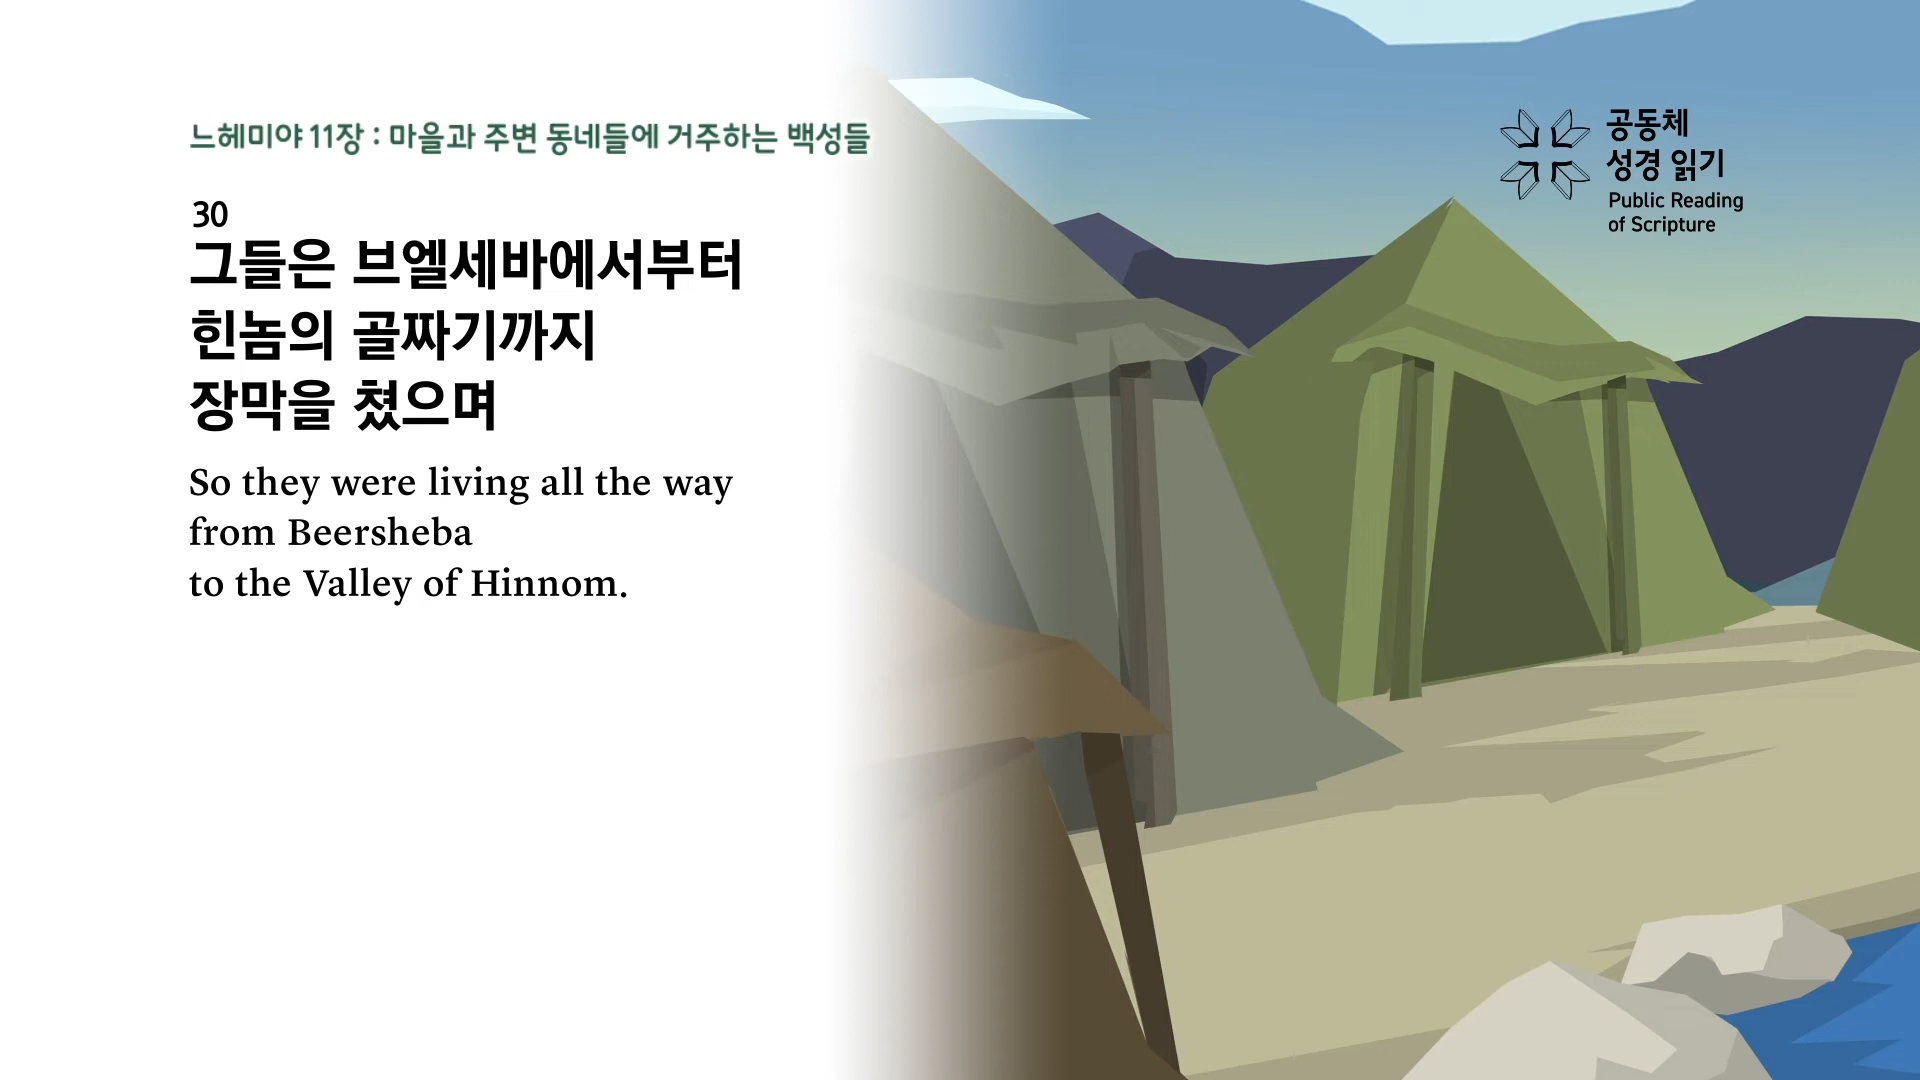 느헤미야 11장 : 마을과 주변 동네들에 거주하는 백성들
30
그들은 브엘세바에서부터
힌놈의 골짜기까지
장막을 쳤으며
So they were living all the way
from Beersheba
to the Valley of Hinnom.
공동체
성경 읽기
Public Reading
of Scripture